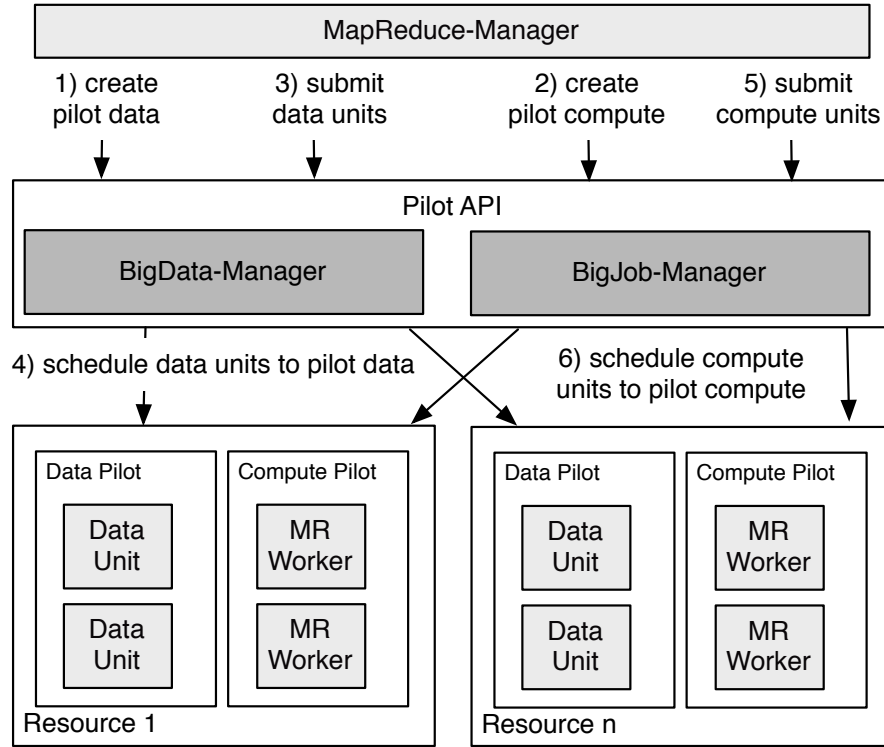 MapReduce-Manager
1) create
pilot data
3) submit
data units
2) create
pilot compute
5) submit
compute units
Pilot API
BigData-Manager
BigJob-Manager
4) schedule data units to pilot data
6) schedule compute
units to pilot compute
Data Pilot
Data
Unit
Data
Unit
Compute Pilot
MR
Worker
MR
Worker
Resource 1
Data Pilot
Data
Unit
Data
Unit
Compute Pilot
MR
Worker
MR
Worker
Resource n